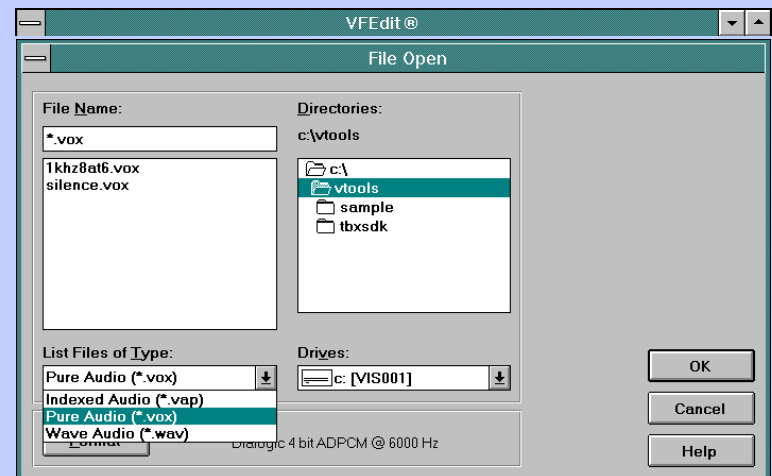 VFEdit®
File Open
File Name:
*.vox
1khz8at6.vox
silence.vox
Directories:
c:\vtools
c:\
vtools
sample
tbxsdk
List Files of Type:
Pure Audio (*.vox)
Indexed Audio (*.vap)
Pure Audio (*.vox)
Wave Audio (*.wav)
Drives:
c: [VIS001]
Format
Dialogic 4 bit ADPCM @ 6000 Hz
OK
Cancel
Help